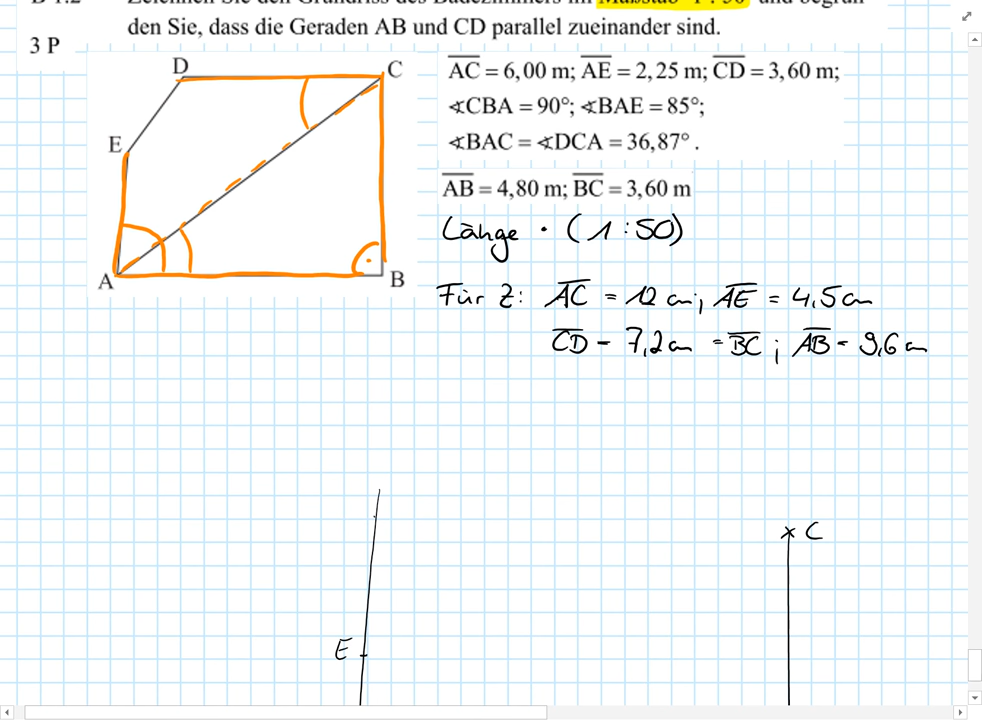 den Sie, dass die Geraden AB und CD parallel zueinander sind.
3 P
D
C
E
A
B
AC = 6,00 m; AE = 2,25 m; CD = 3,60 m;
∢CBA = 90°; ∢BAE = 85°;
∢BAC = ∢DCA = 36,87° .
AB = 4,80 m; BC = 3,60 m
Länge · (1 : 50)
Für Z: AC = 12 cm; AE = 4,5 cm
CD = 7,2 cm = BC ; AB = 9,6 cm
x C
E